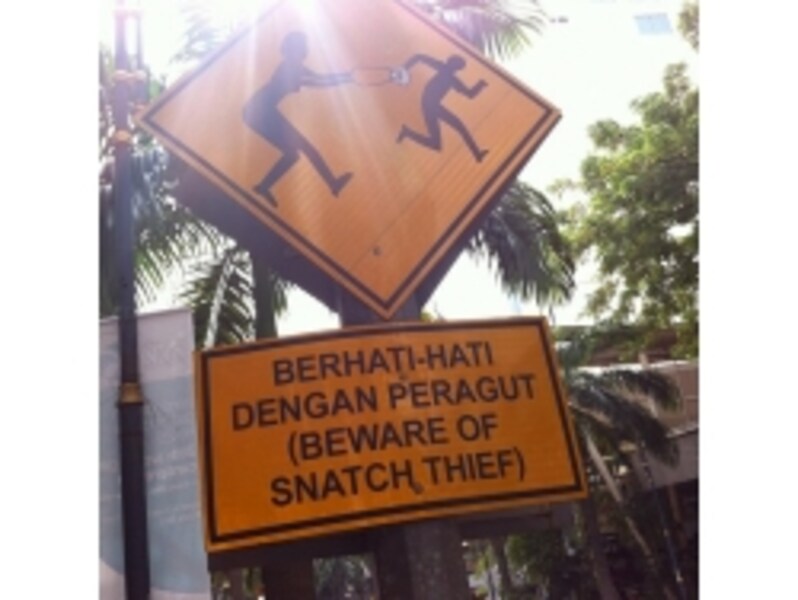 BERHATI-HATI
DENGAN PERAGUT
(BEWARE OF
SNATCH THIEF)